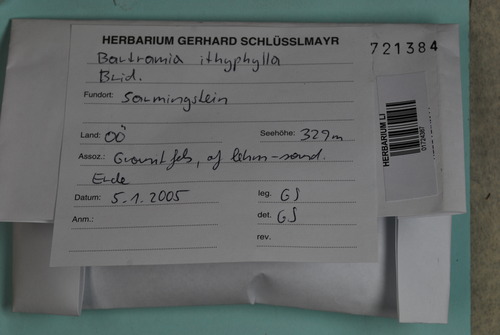 HERBARIUM GERHARD SCHLÜSSLMAYR
721384
Bartramia ithyphylla
Brid.
Fundort: Sarmingstein
Land: OÖ Seehöhe: 329m
Assoz.: Granitfels, auf lehm-sand.
Erde
Datum: 5.1.2005 leg. GS
Anm.: det. GS
rev.
HERBARIUM LI